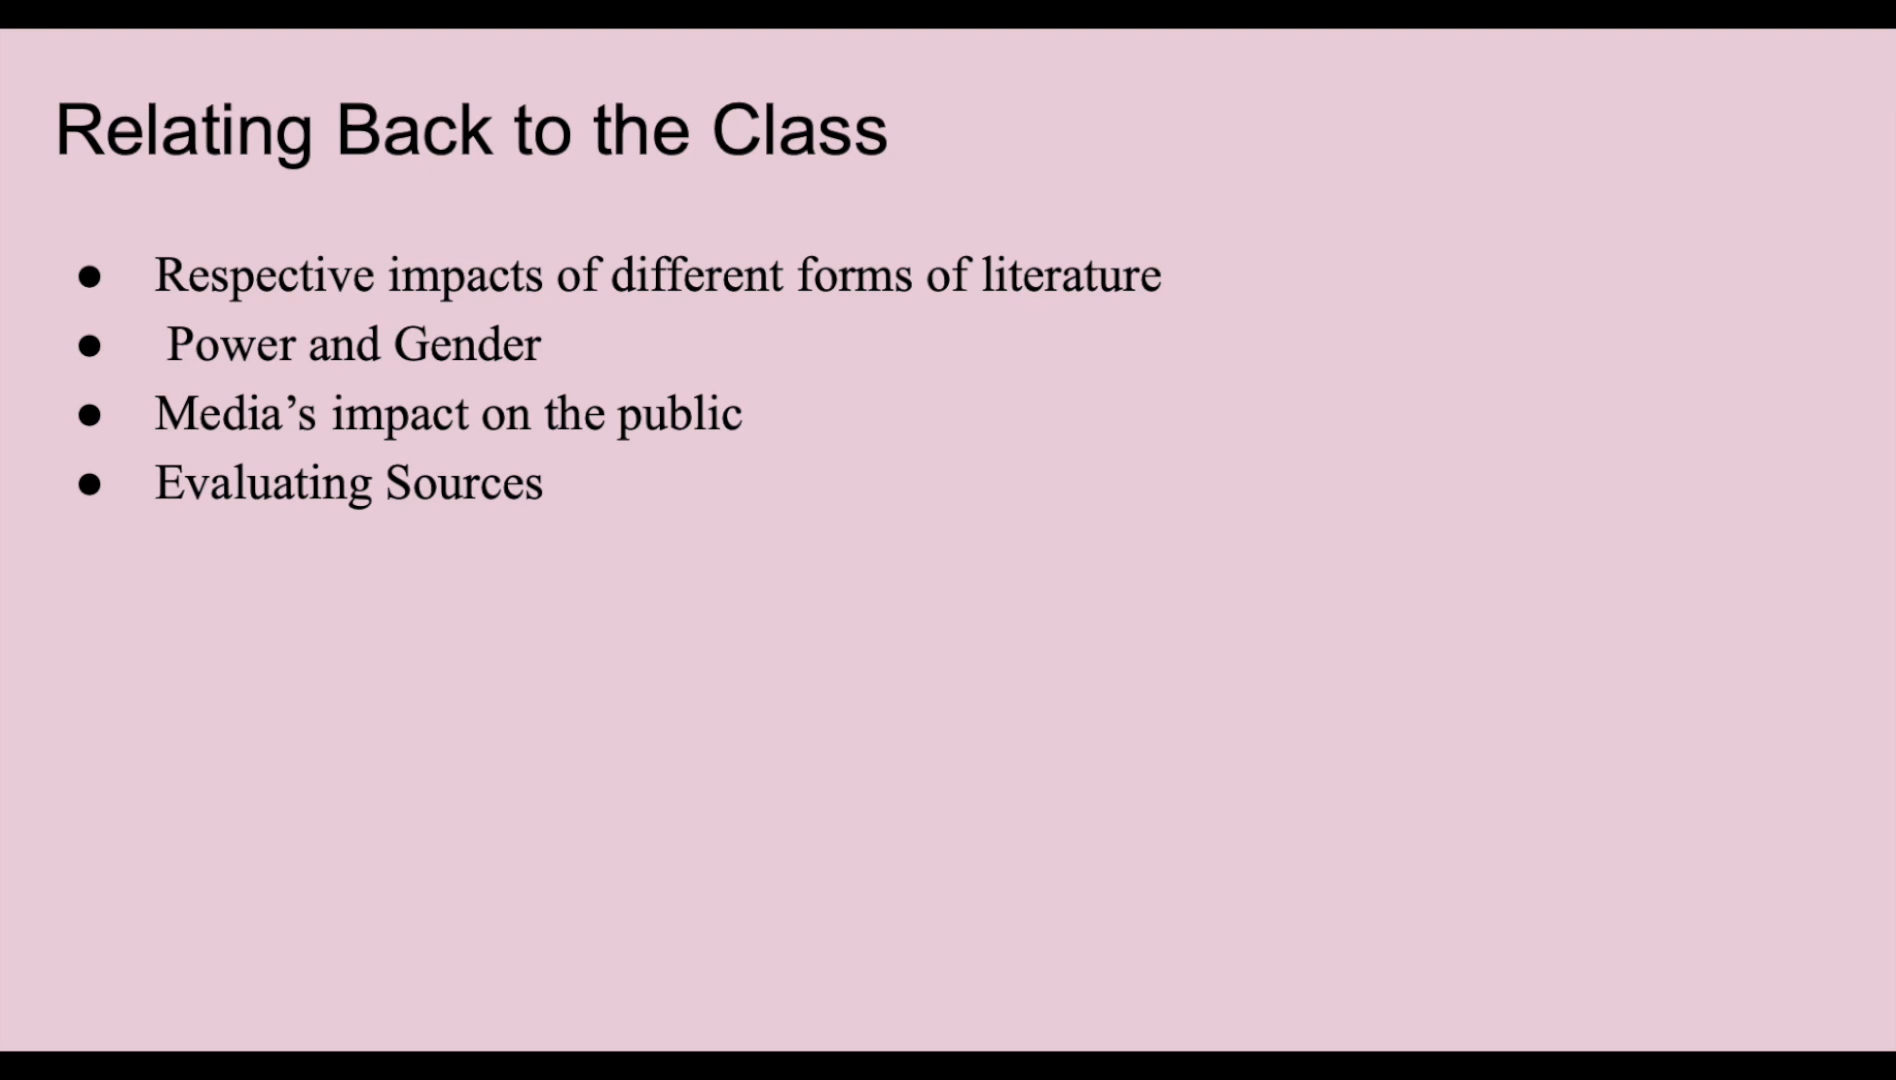 Relating Back to the Class
● Respective impacts of different forms of literature
● Power and Gender
● Media’s impact on the public
● Evaluating Sources